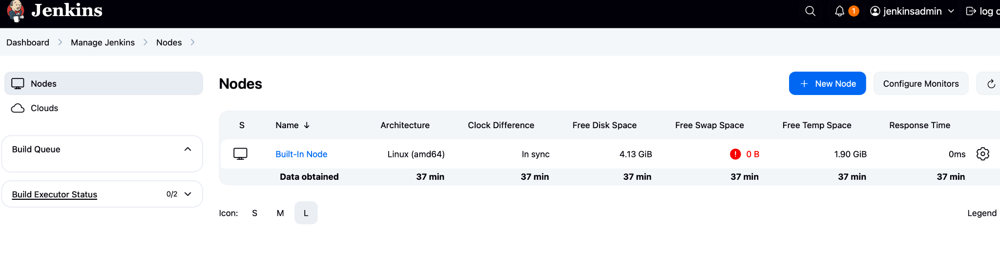 Jenkins
1
jenkinsadmin
log
Dashboard
Manage Jenkins
Nodes
Nodes
Clouds
Build Queue
Build Executor Status
0/2
Nodes
+ New Node
Configure Monitors
S Name ↓ Architecture Clock Difference Free Disk Space Free Swap Space Free Temp Space Response Time
Built-In Node Linux (amd64) In sync 4.13 GiB ! 0 B 1.90 GiB 0ms
Data obtained 37 min 37 min 37 min 37 min 37 min 37 min
Icon: S M L
Legend